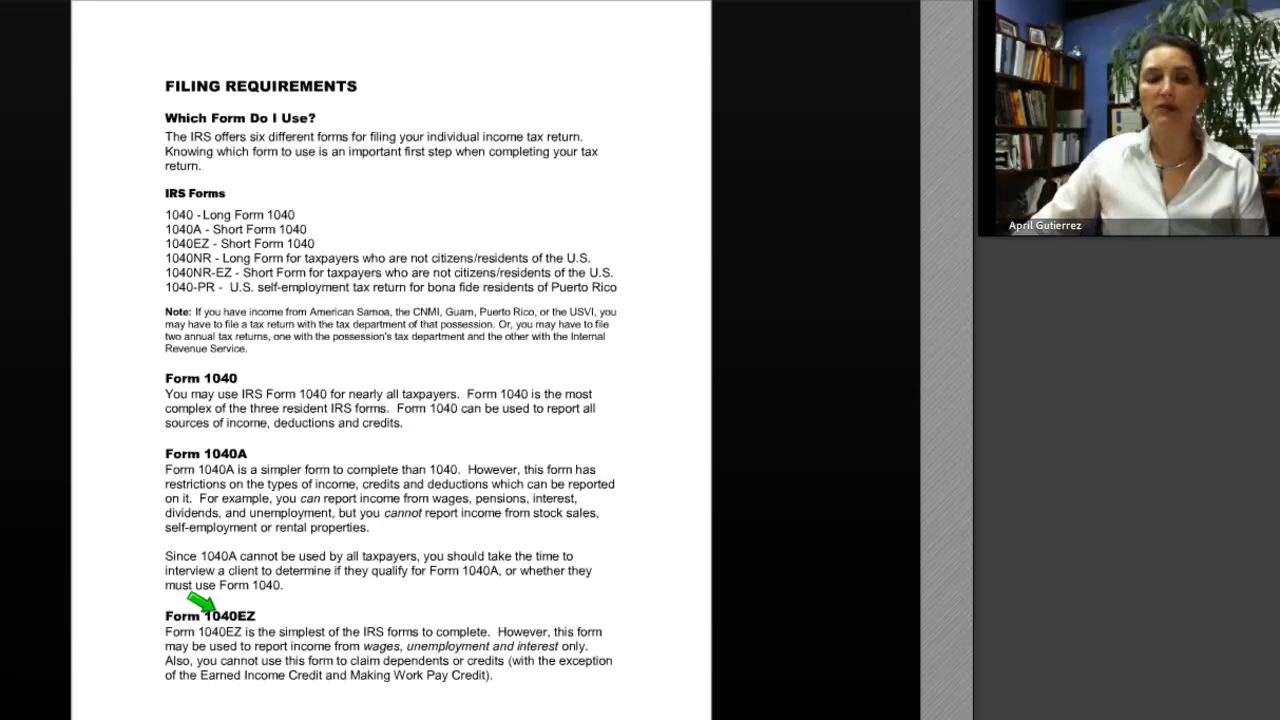 FILING REQUIREMENTS
Which Form Do I Use?
The IRS offers six different forms for filing your individual income tax return.
Knowing which form to use is an important first step when completing your tax
return.
IRS Forms
1040 - Long Form 1040
1040A - Short Form 1040
1040EZ - Short Form 1040
1040NR - Long Form for taxpayers who are not citizens/residents of the U.S.
1040NR-EZ - Short Form for taxpayers who are not citizens/residents of the U.S.
1040-PR - U.S. self-employment tax return for bona fide residents of Puerto Rico
Note: If you have income from American Samoa, the CNMI, Guam, Puerto Rico, or the USVI, you
may have to file a tax return with the tax department of that possession. Or, you may have to file
two annual tax returns, one with the possession's tax department and the other with the Internal
Revenue Service.
Form 1040
You may use IRS Form 1040 for nearly all taxpayers. Form 1040 is the most
complex of the three resident IRS forms. Form 1040 can be used to report all
sources of income, deductions and credits.
Form 1040A
Form 1040A is a simpler form to complete than 1040. However, this form has
restrictions on the types of income, credits and deductions which can be reported
on it. For example, you can report income from wages, pensions, interest,
dividends, and unemployment, but you cannot report income from stock sales,
self-employment or rental properties.
Since 1040A cannot be used by all taxpayers, you should take the time to
interview a client to determine if they qualify for Form 1040A, or whether they
must use Form 1040.
Form 1040EZ
Form 1040EZ is the simplest of the IRS forms to complete. However, this form
may be used to report income from wages, unemployment and interest only.
Also, you cannot use this form to claim dependents or credits (with the exception
of the Earned Income Credit and Making Work Pay Credit).
April Gutierrez